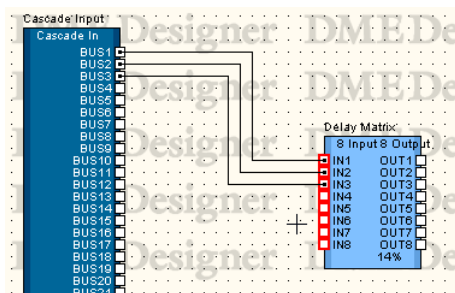 Cascade Input
DME Designer
Cascade In
BUS1
BUS2
BUS3
BUS4
BUS5
BUS6
BUS7
BUS8
BUS9
BUS10
BUS11
BUS12
BUS13
BUS14
BUS15
BUS16
BUS17
BUS18
BUS19
BUS20
Delay Matrix
8 Input 8 Output
IN1 OUT1
IN2 OUT2
IN3 OUT3
IN4 OUT4
IN5 OUT5
IN6 OUT6
IN7 OUT7
IN8 OUT8
14%